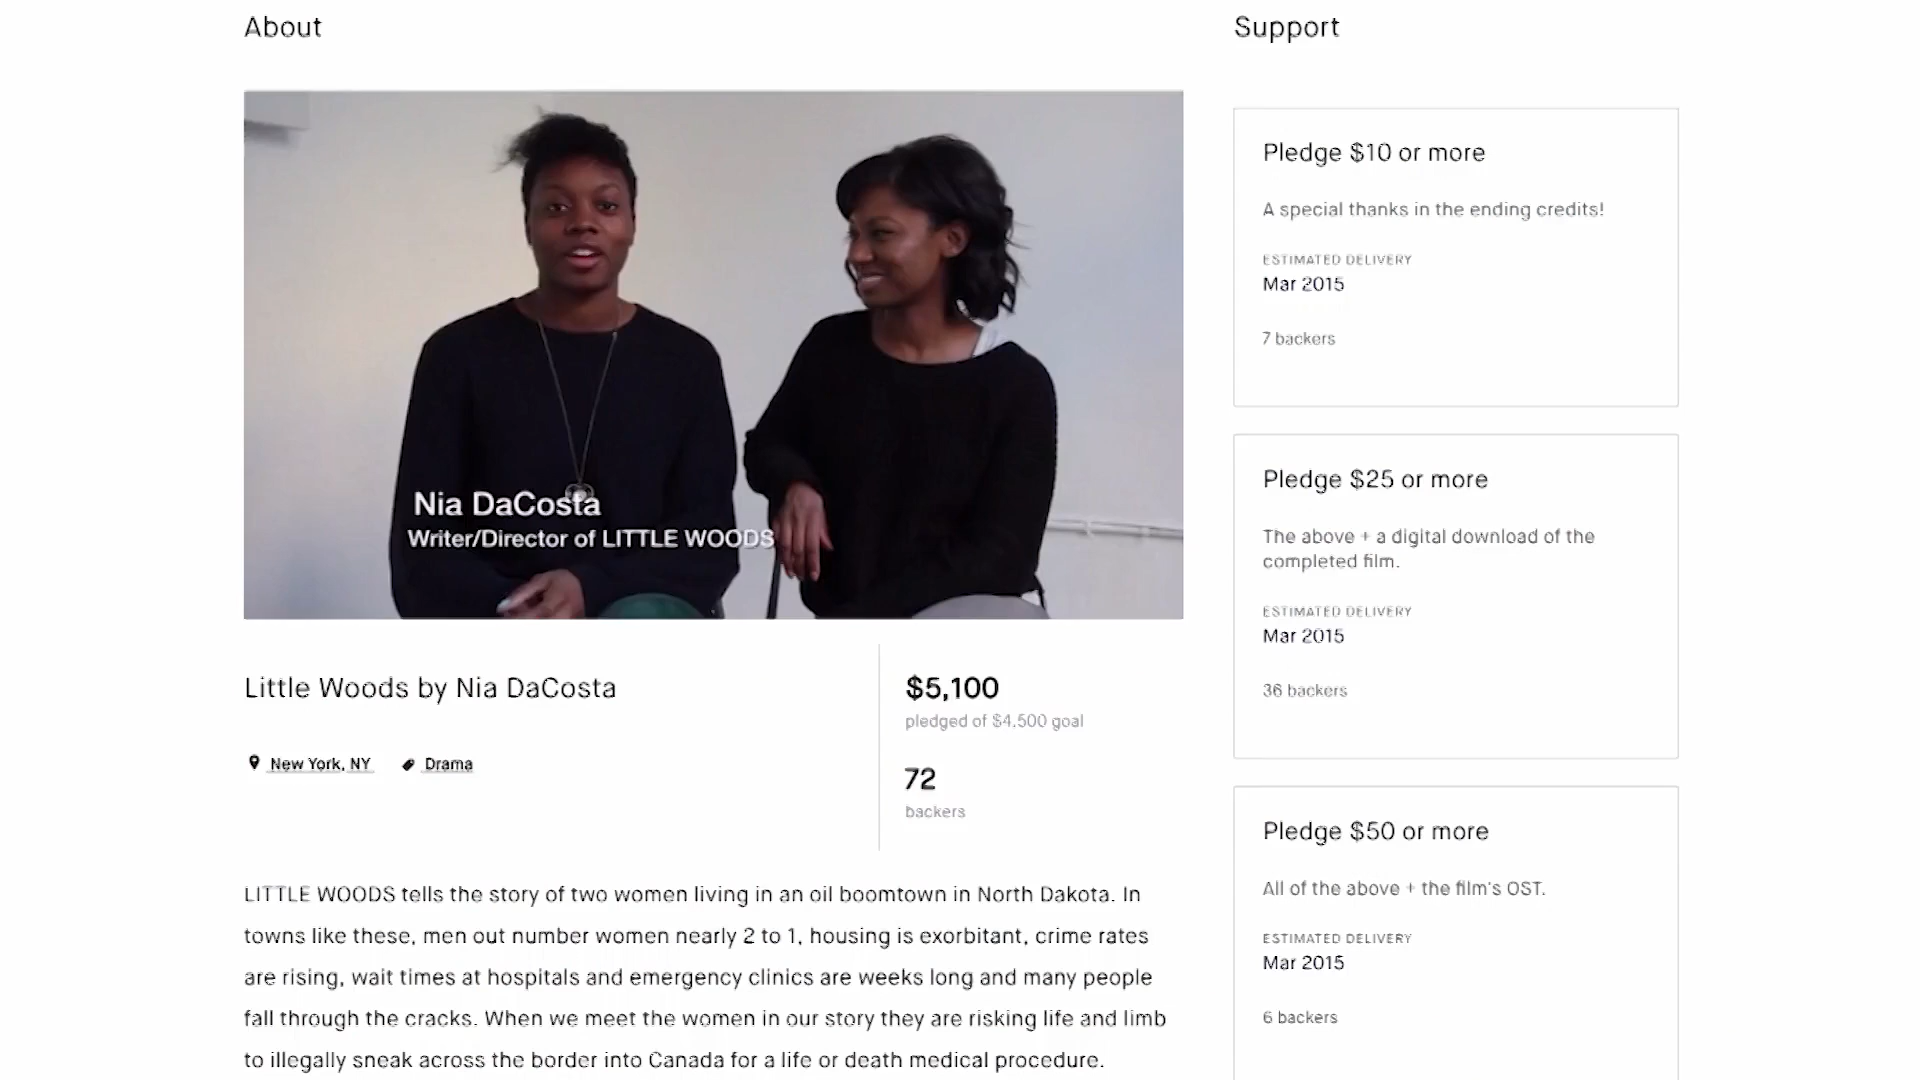 About
Nia DaCosta
Writer/Director of LITTLE WOODS
Little Woods by Nia DaCosta
New York, NY
Drama
$5,100
pledged of $4,500 goal
72
backers
LITTLE WOODS tells the story of two women living in an oil boomtown in North Dakota. In
towns like these, men out number women nearly 2 to 1, housing is exorbitant, crime rates
are rising, wait times at hospitals and emergency clinics are weeks long and many people
fall through the cracks. When we meet the women in our story they are risking life and limb
to illegally sneak across the border into Canada for a life or death medical procedure.
Support
Pledge $10 or more
A special thanks in the ending credits!
ESTIMATED DELIVERY
Mar 2015
7 backers
Pledge $25 or more
The above + a digital download of the
completed film.
ESTIMATED DELIVERY
Mar 2015
36 backers
Pledge $50 or more
All of the above + the film's OST.
ESTIMATED DELIVERY
Mar 2015
6 backers